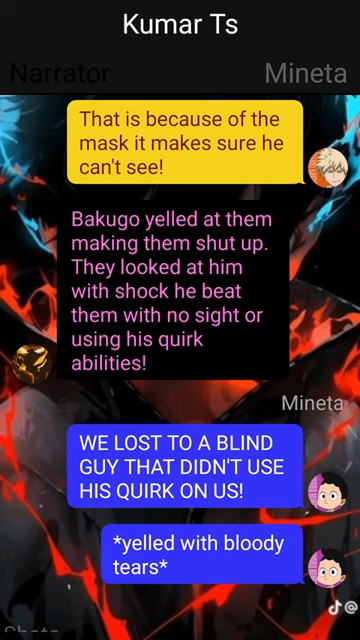 Kumar Ts
Narrator
Mineta
That is because of the
mask it makes sure he
can't see!
Bakugo yelled at them
making them shut up.
They looked at him
with shock he beat
them with no sight or
using his quirk
abilities!
Mineta
WE LOST TO A BLIND
GUY THAT DIDN'T USE
HIS QUIRK ON US!
*yelled with bloody
tears*
@